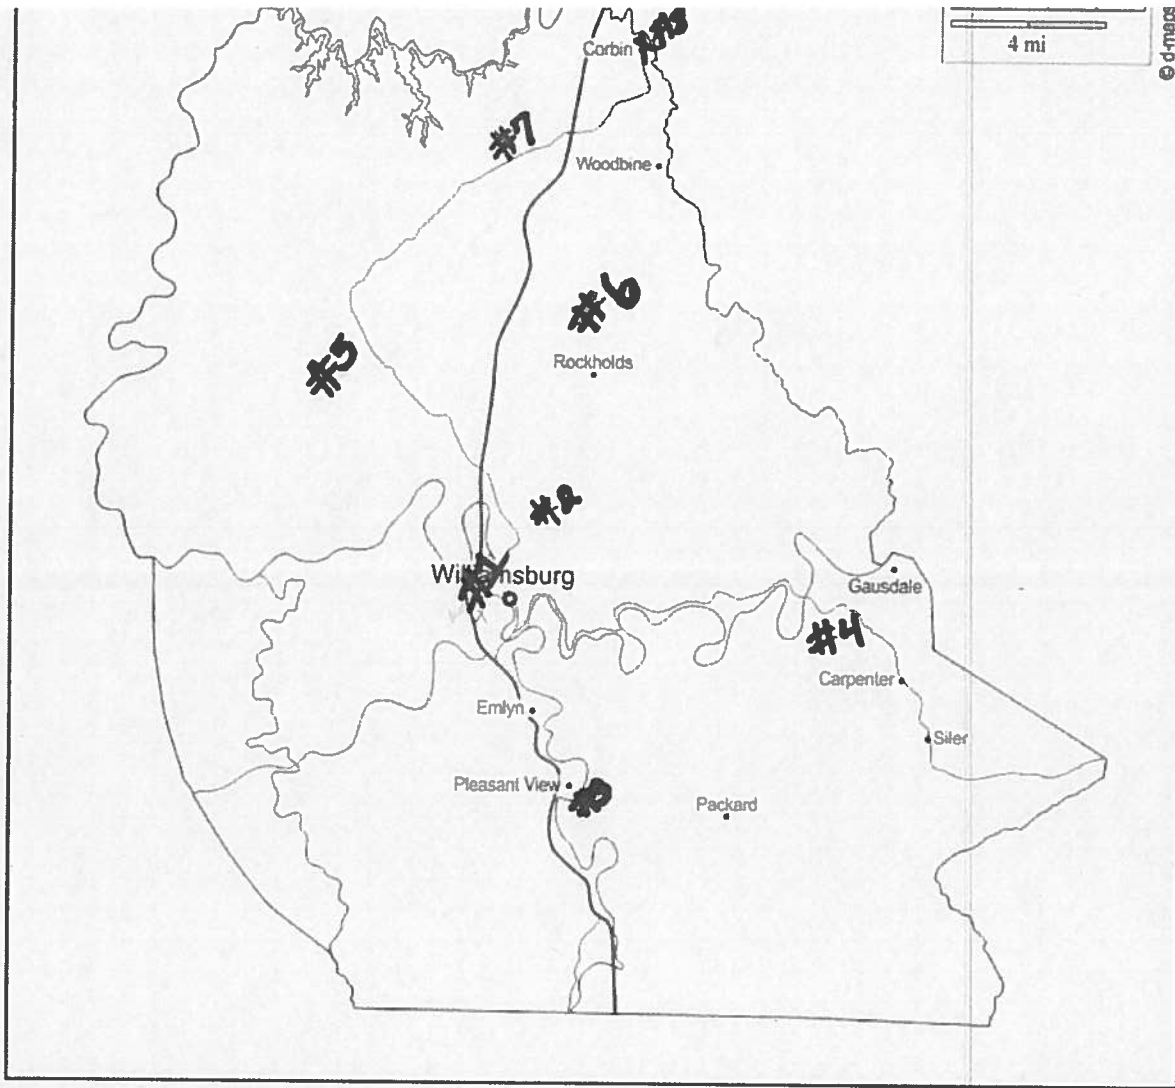 Corbin
4 mi
© d-maps
#7
Woodbine
#6
#5
Rockholds
#2
Williamsburg
Gausdale
#4
Carpenter
Emlyn
Siler
Pleasant View
Packard